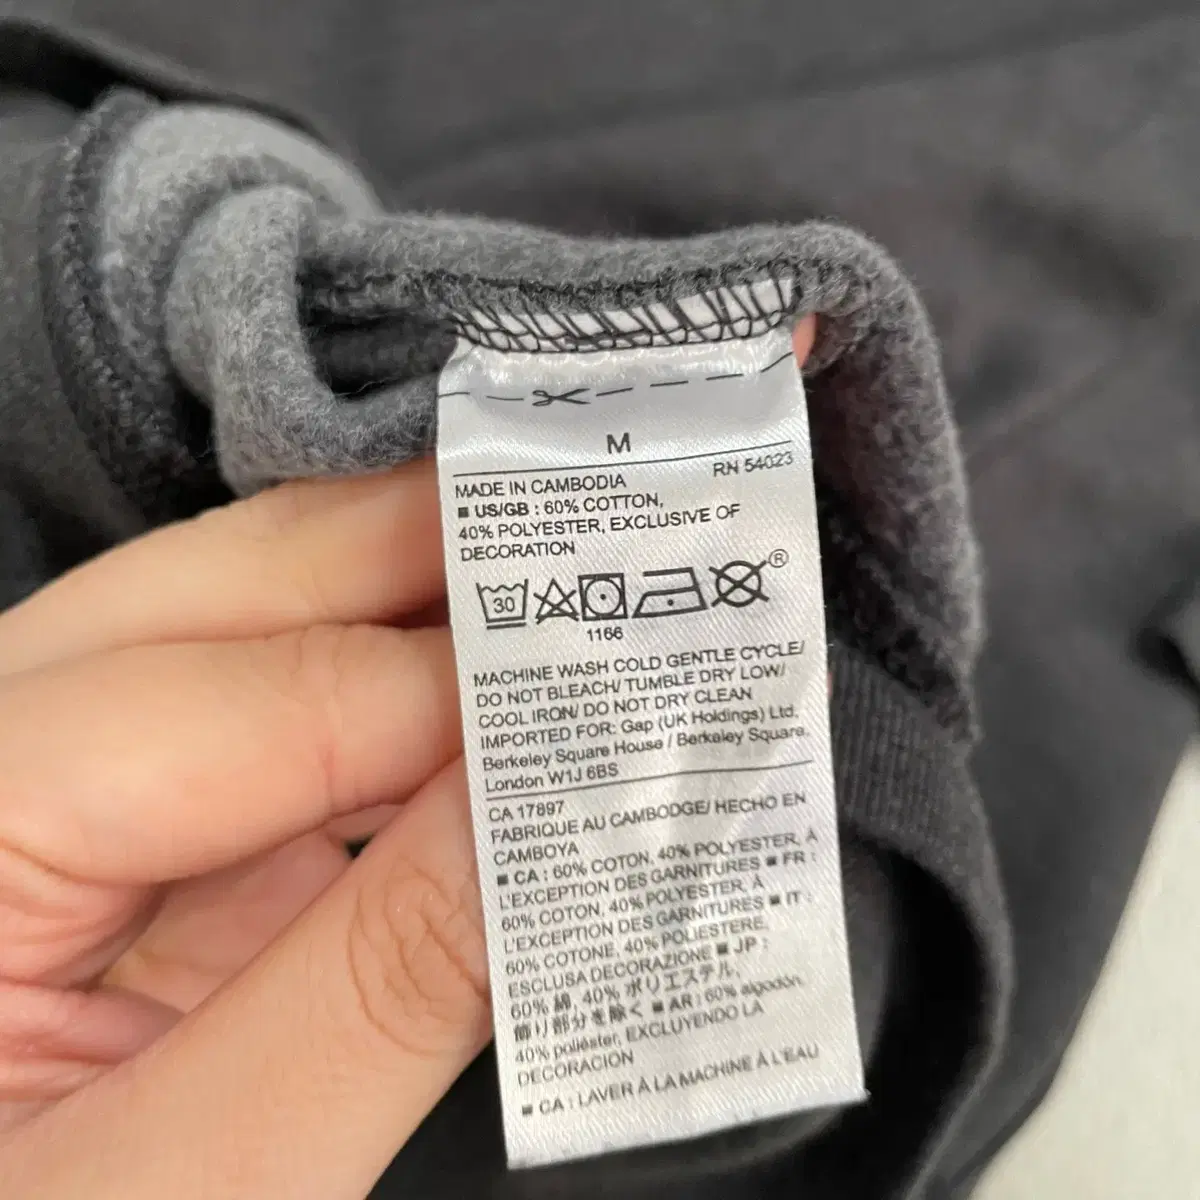 M
RN 54023
MADE IN CAMBODIA
■ US/GB : 60% COTTON,
40% POLYESTER, EXCLUSIVE OF
DECORATION
30
®
1166
MACHINE WASH COLD GENTLE CYCLE/
DO NOT BLEACH/ TUMBLE DRY LOW/
COOL IRON/ DO NOT DRY CLEAN
IMPORTED FOR: Gap (UK Holdings) Ltd,
Berkeley Square House / Berkeley Square,
London W1J 6BS
CA 17897
FABRIQUE AU CAMBODGE/ HECHO EN
CAMBOYA
■ CA : 60% COTON, 40% POLYESTER, À
L'EXCEPTION DES GARNITURES ■ FR :
60% COTON, 40% POLYESTER, À
L'EXCEPTION DES GARNITURES ■ IT :
60% COTONE, 40% POLIESTERE,
ESCLUSA DECORAZIONE ■ JP :
60% 綿, 40% ポリエステル,
飾り部分を除く ■ AR : 60% algodón,
40% poliéster, EXCLUYENDO LA
DECORACION
■ CA : LAVER À LA MACHINE À L'EAU